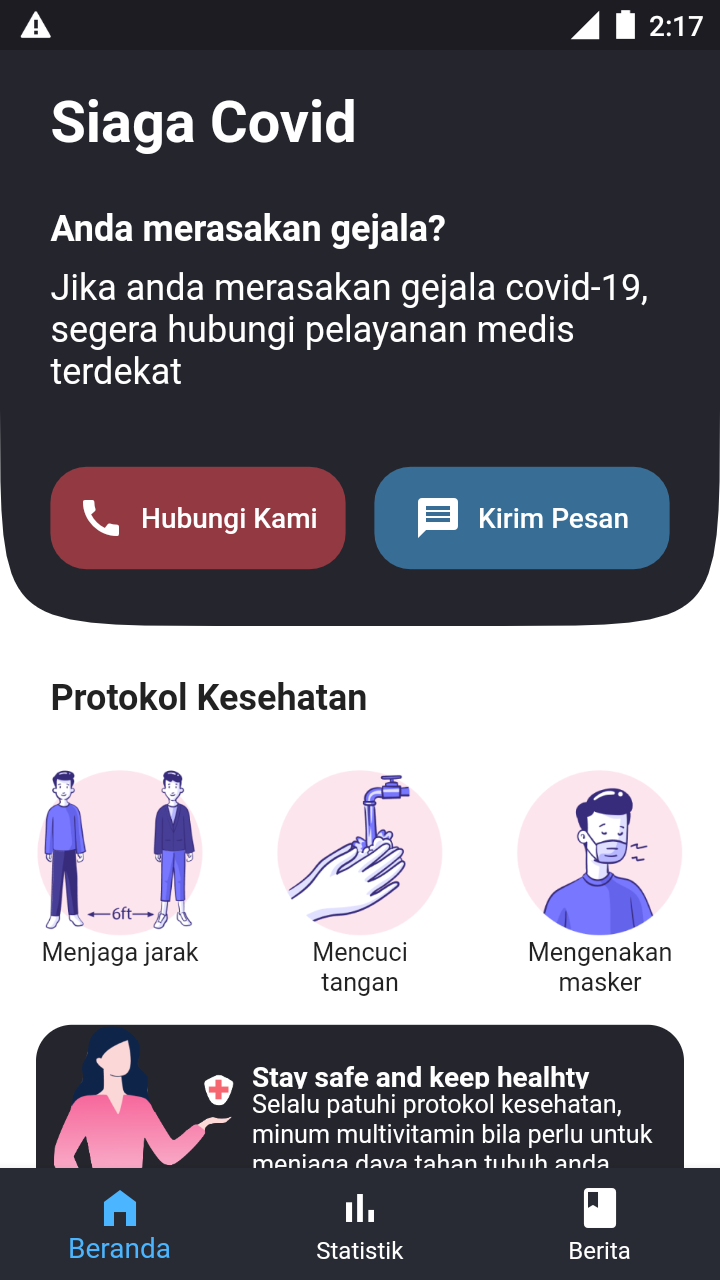 2:17
Siaga Covid
Anda merasakan gejala?
Jika anda merasakan gejala covid-19,
segera hubungi pelayanan medis
terdekat
Hubungi Kami
Kirim Pesan
Protokol Kesehatan
6ft
Menjaga jarak
Mencuci
tangan
Mengenakan
masker
Stay safe and keep healhty
Selalu patuhi protokol kesehatan,
minum multivitamin bila perlu untuk
menjaga daya tahan tubuh anda
Beranda
Statistik
Berita